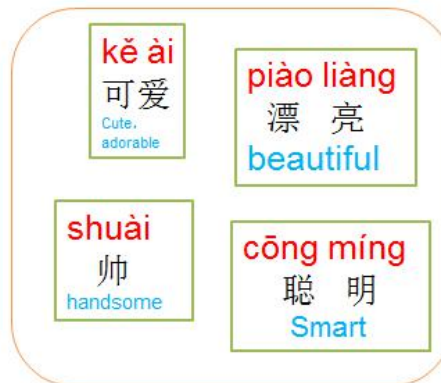 kě ài
可爱
Cute,
adorable
piào liàng
漂 亮
beautiful
shuài
帅
handsome
cōng míng
聪 明
Smart